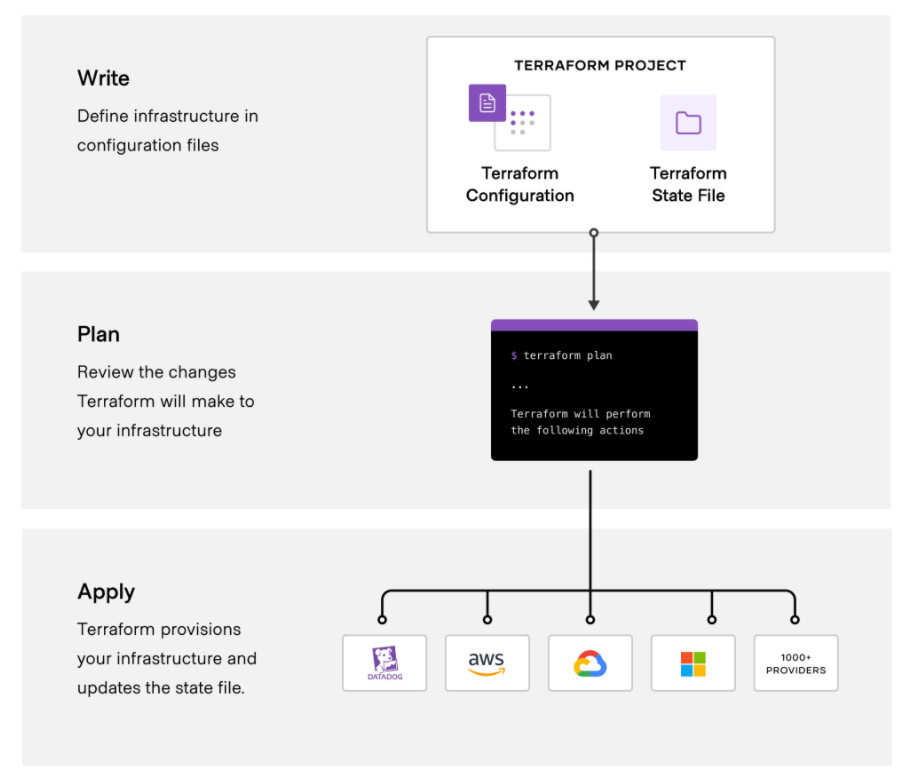 Write
Define infrastructure in
configuration files
TERRAFORM PROJECT
Terraform
Configuration
Terraform
State File
Plan
Review the changes
Terraform will make to
your infrastructure
$ terraform plan
...
Terraform will perform
the following actions
Apply
Terraform provisions
your infrastructure and
updates the state file.
DATADOG
aws
1000+
PROVIDERS